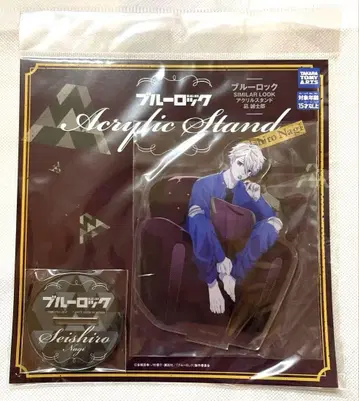 ブルーロック
Acrylic Stand
ブルーロック
SIMILAR LOOK
アクリルスタンド
凪 誠士郎
TAKARA
TOMY
ARTS
対象年齢
15才以上
iro Nagi
ブルーロック
Seishiro
Nagi